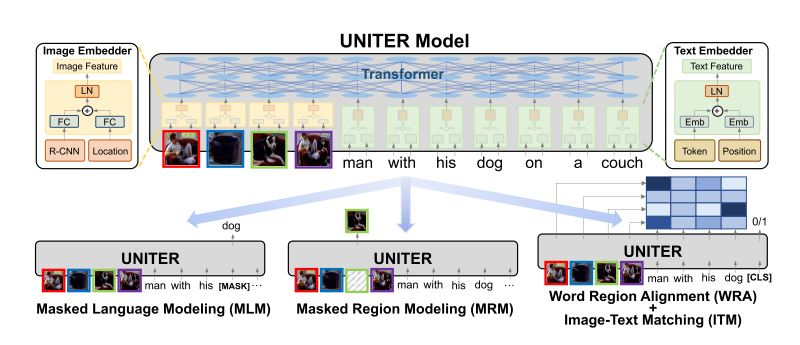 UNITER Model
Image Embedder
Image Feature
LN
+
FC
FC
R-CNN
Location
Transformer
man with his dog on a couch
Text Embedder
Text Feature
LN
+
Emb
Emb
Token
Position
dog
UNITER
man with his [MASK] ...
Masked Language Modeling (MLM)
UNITER
man with his dog ...
Masked Region Modeling (MRM)
0/1
UNITER
man with his dog [CLS]
Word Region Alignment (WRA)
+
Image-Text Matching (ITM)